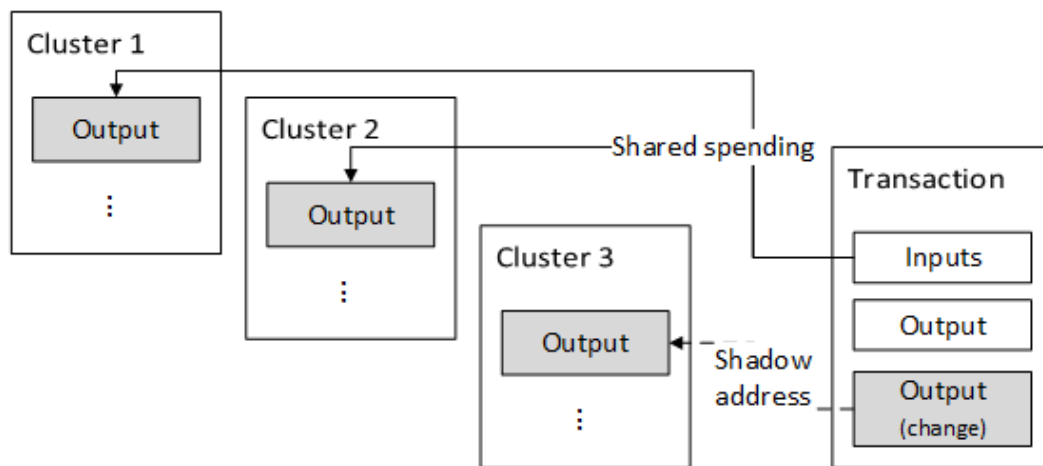 Cluster 1
Output
⋮
Cluster 2
Output
⋮
Cluster 3
Output
⋮
Shared spending
Shadow
address
Transaction
Inputs
Output
Output
(change)